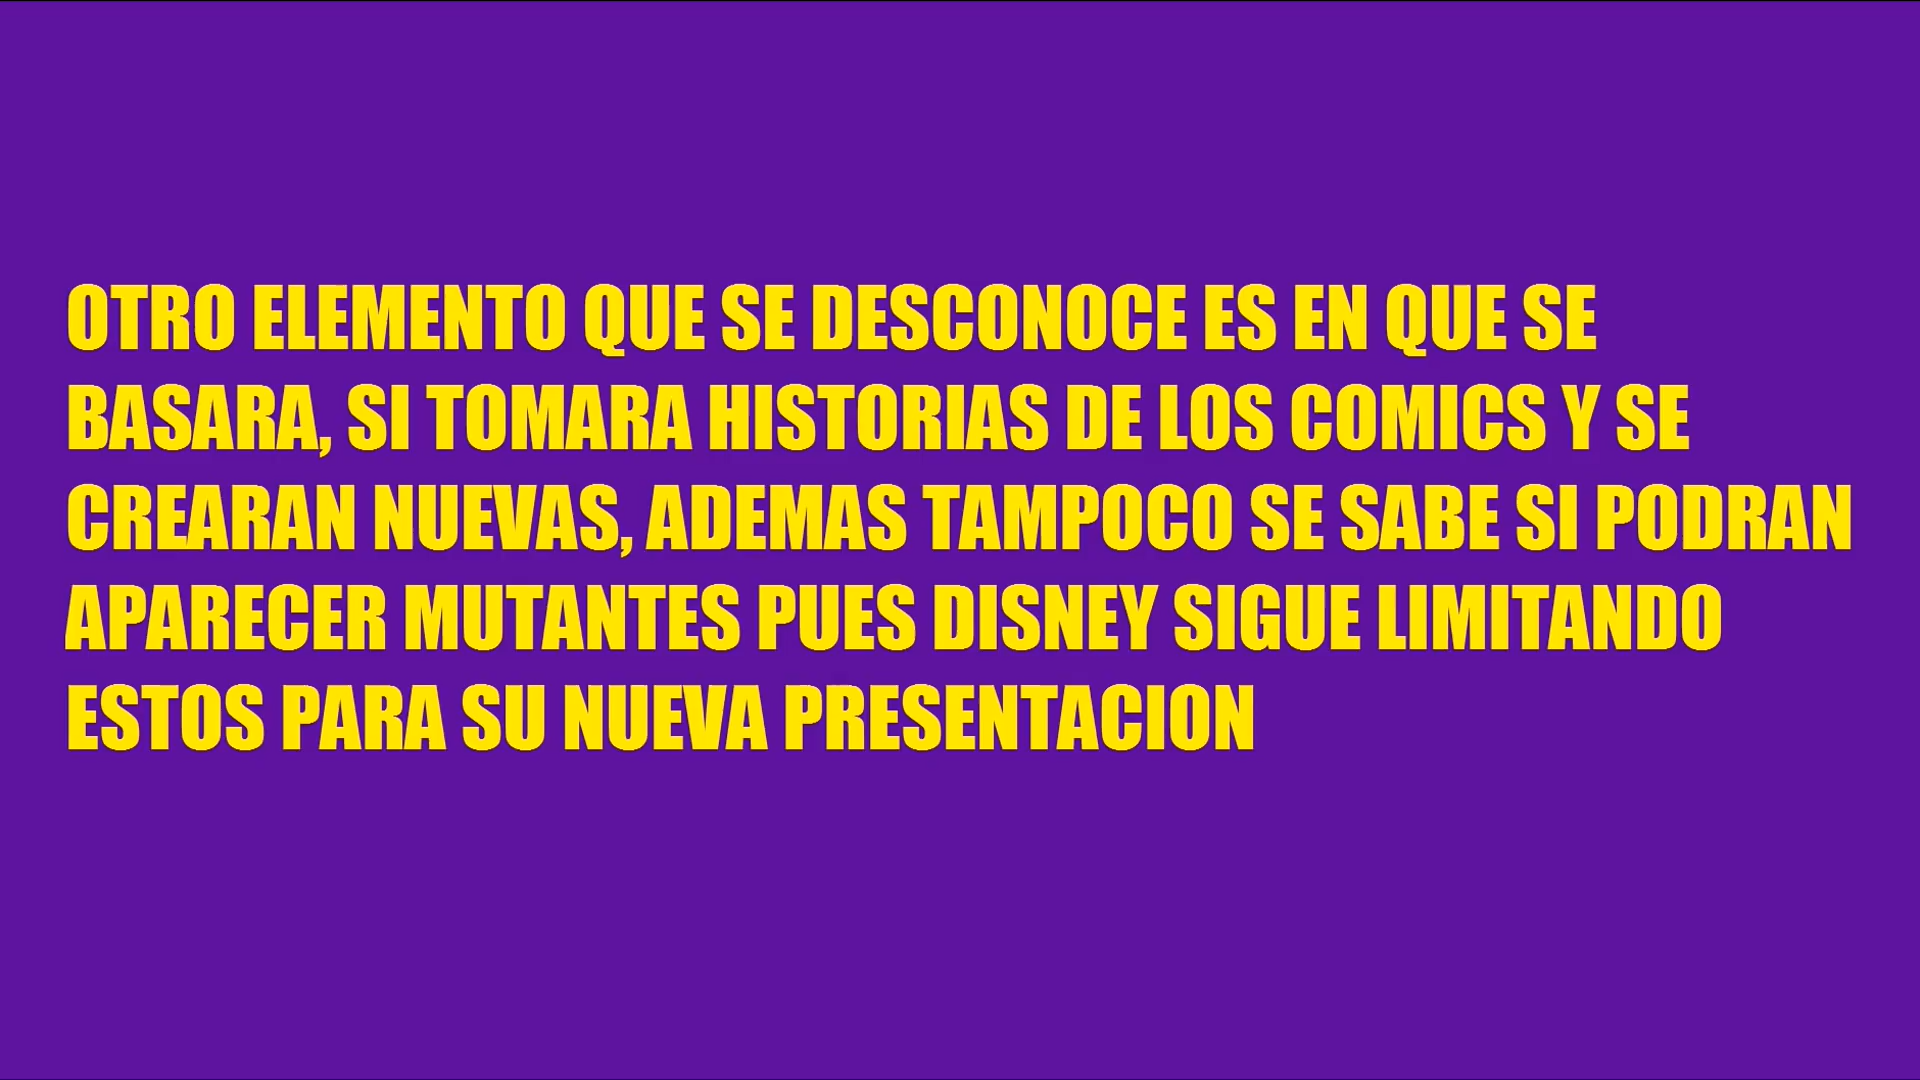 OTRO ELEMENTO QUE SE DESCONOCE ES EN QUE SE
BASARA, SI TOMARA HISTORIAS DE LOS COMICS Y SE
CREARAN NUEVAS, ADEMAS TAMPOCO SE SABE SI PODRAN
APARECER MUTANTES PUES DISNEY SIGUE LIMITANDO
ESTOS PARA SU NUEVA PRESENTACION